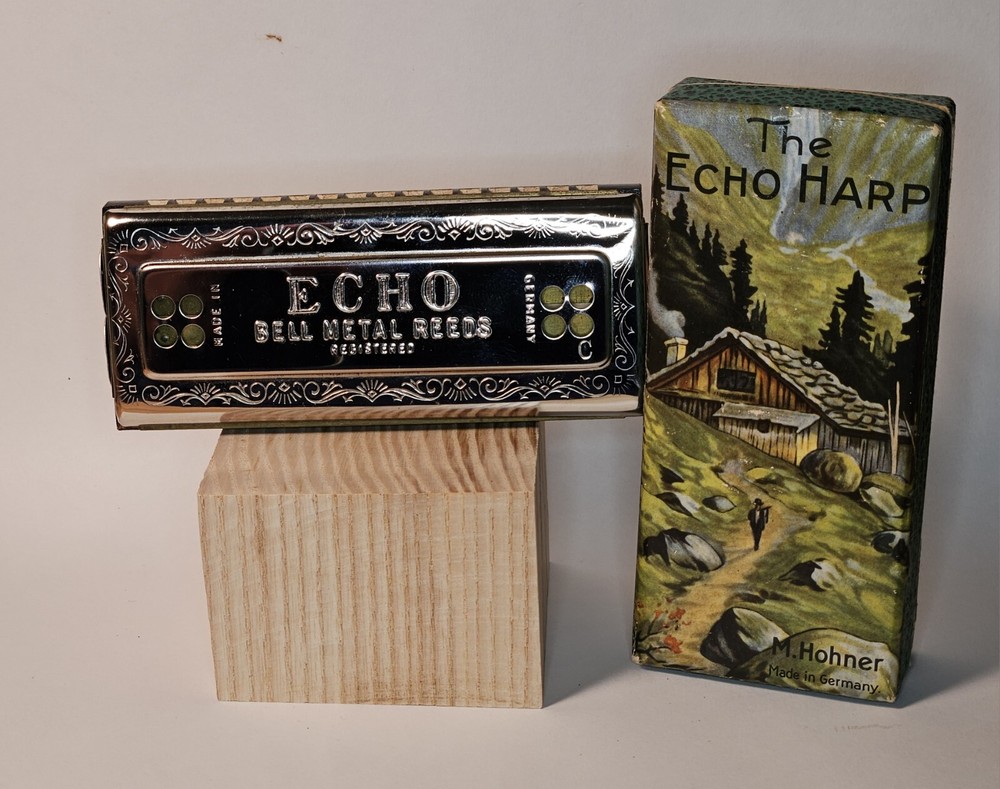 MADE IN
ECHO
BELL METAL REEDS
REGISTERED
GERMANY
C
The
ECHO HARP
M. Hohner
Made in Germany.